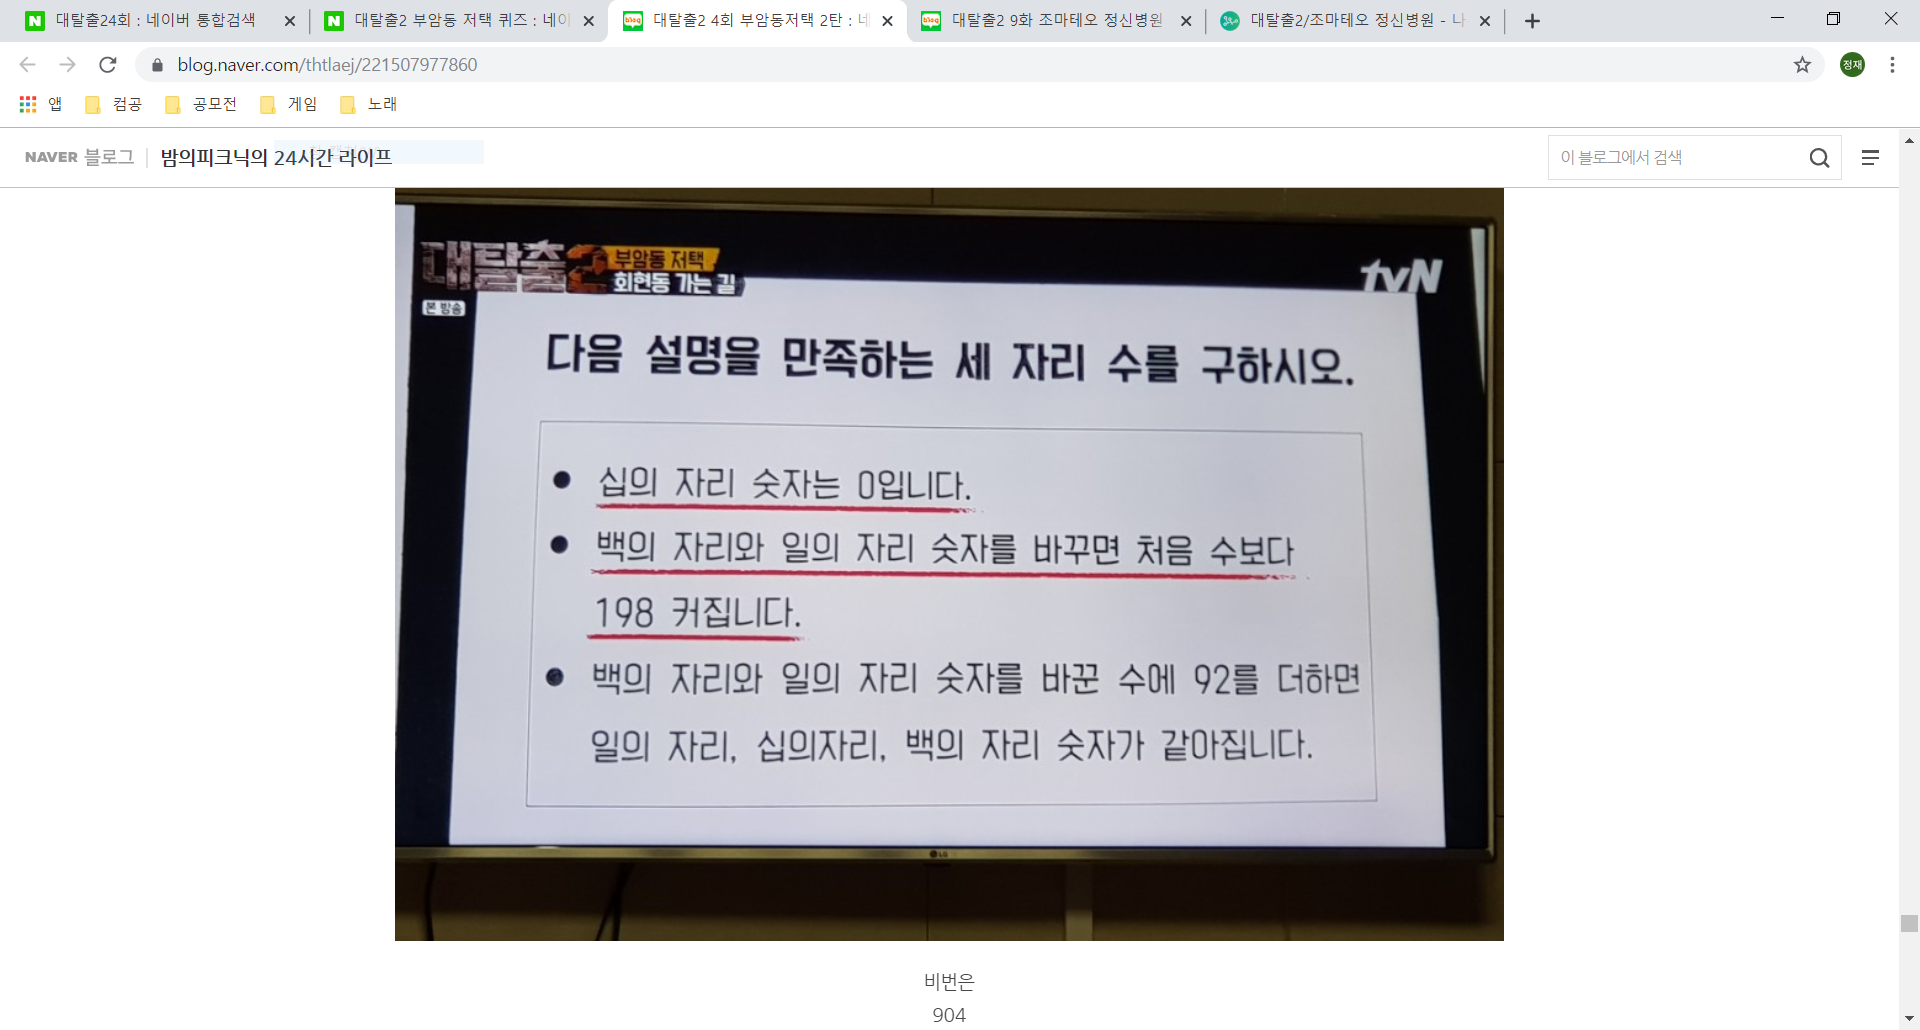 대탈출24회 : 네이버 통합검색
대탈출2 부암동 저택 퀴즈 : 네이
대탈출2 4회 부암동저택 2탄 : 네
대탈출2 9화 조마테오 정신병원
대탈출2/조마테오 정신병원 - 나
blog.naver.com/thtlaej/221507977860
정재
앱
컴공
공모전
게임
노래
NAVER 블로그
밤의피크닉의 24시간 라이프
이 블로그에서 검색
대탈출2
부암동 저택
회현동 가는 길
tvN
본 방송
다음 설명을 만족하는 세 자리 수를 구하시오.
● 십의 자리 숫자는 0입니다.
● 백의 자리와 일의 자리 숫자를 바꾸면 처음 수보다
198 커집니다.
● 백의 자리와 일의 자리 숫자를 바꾼 수에 92를 더하면
일의 자리, 십의자리, 백의 자리 숫자가 같아집니다.
LG
비번은
904